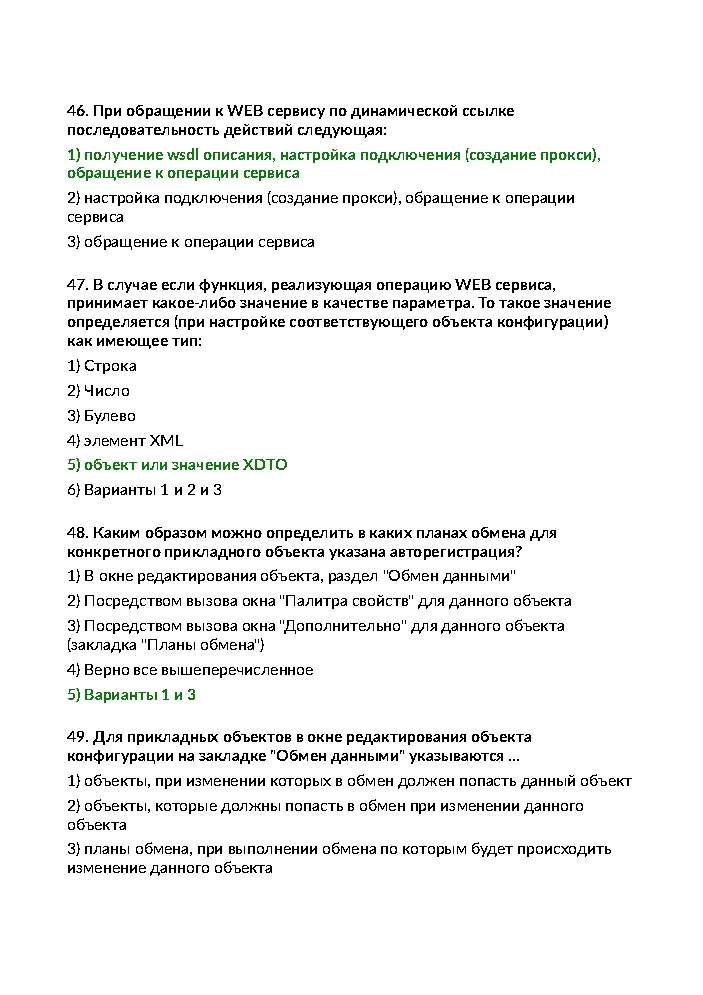 46. При обращении к WEB сервису по динамической ссылке
последовательность действий следующая:
1) получение wsdl описания, настройка подключения (создание прокси),
обращение к операции сервиса
2) настройка подключения (создание прокси), обращение к операции
сервиса
3) обращение к операции сервиса
47. В случае если функция, реализующая операцию WEB сервиса,
принимает какое-либо значение в качестве параметра. То такое значение
определяется (при настройке соответствующего объекта конфигурации)
как имеющее тип:
1) Строка
2) Число
3) Булево
4) элемент XML
5) объект или значение XDTO
6) Варианты 1 и 2 и 3
48. Каким образом можно определить в каких планах обмена для
конкретного прикладного объекта указана авторегистрация?
1) В окне редактирования объекта, раздел "Обмен данными"
2) Посредством вызова окна "Палитра свойств" для данного объекта
3) Посредством вызова окна "Дополнительно" для данного объекта
(закладка "Планы обмена")
4) Верно все вышеперечисленное
5) Варианты 1 и 3
49. Для прикладных объектов в окне редактирования объекта
конфигурации на закладке "Обмен данными" указываются ...
1) объекты, при изменении которых в обмен должен попасть данный объект
2) объекты, которые должны попасть в обмен при изменении данного
объекта
3) планы обмена, при выполнении обмена по которым будет происходить
изменение данного объекта